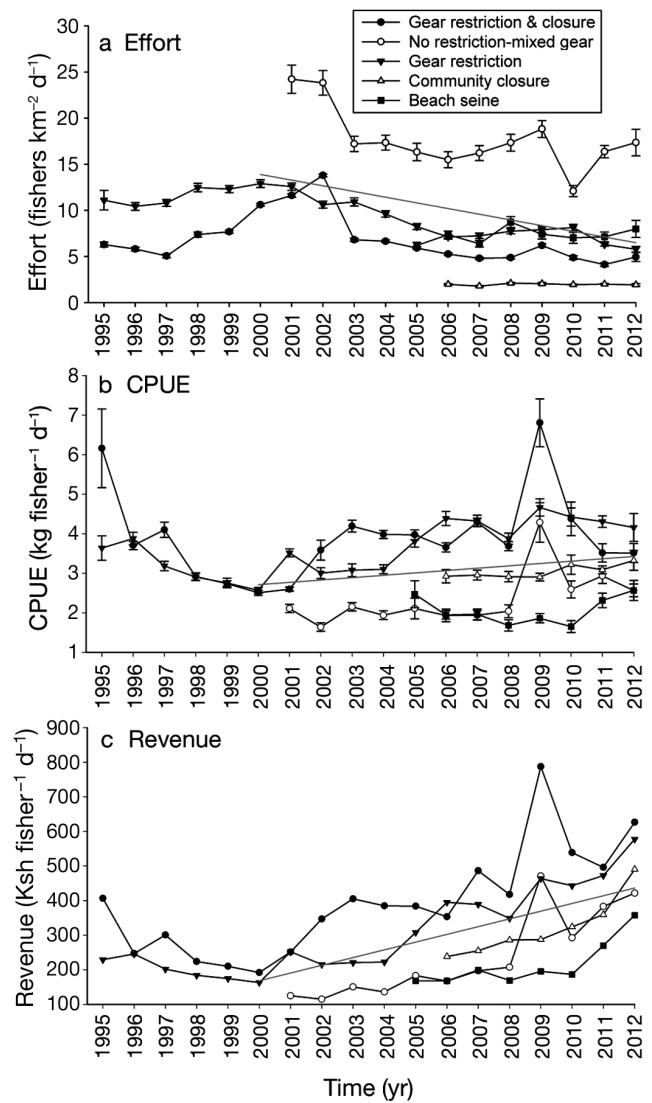 a Effort
Gear restriction & closure
No restriction-mixed gear
Gear restriction
Community closure
Beach seine
Effort (fishers km⁻² d⁻¹)
30
25
20
15
10
5
0
1995 1996 1997 1998 1999 2000 2001 2002 2003 2004 2005 2006 2007 2008 2009 2010 2011 2012
b CPUE
CPUE (kg fisher⁻¹ d⁻¹)
8
7
6
5
4
3
2
1
1995 1996 1997 1998 1999 2000 2001 2002 2003 2004 2005 2006 2007 2008 2009 2010 2011 2012
c Revenue
Revenue (Ksh fisher⁻¹ d⁻¹)
900
800
700
600
500
400
300
200
100
1995 1996 1997 1998 1999 2000 2001 2002 2003 2004 2005 2006 2007 2008 2009 2010 2011 2012
Time (yr)